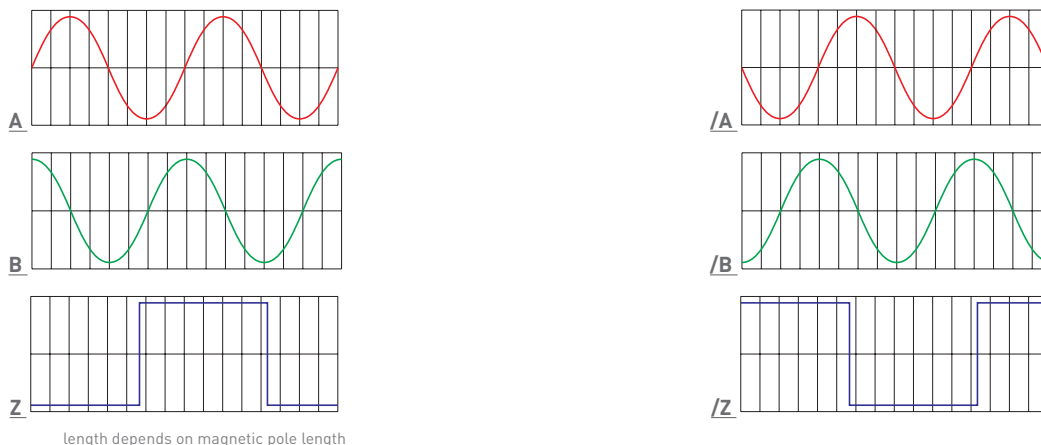 A
/A
B
/B
Z
/Z
length depends on magnetic pole length